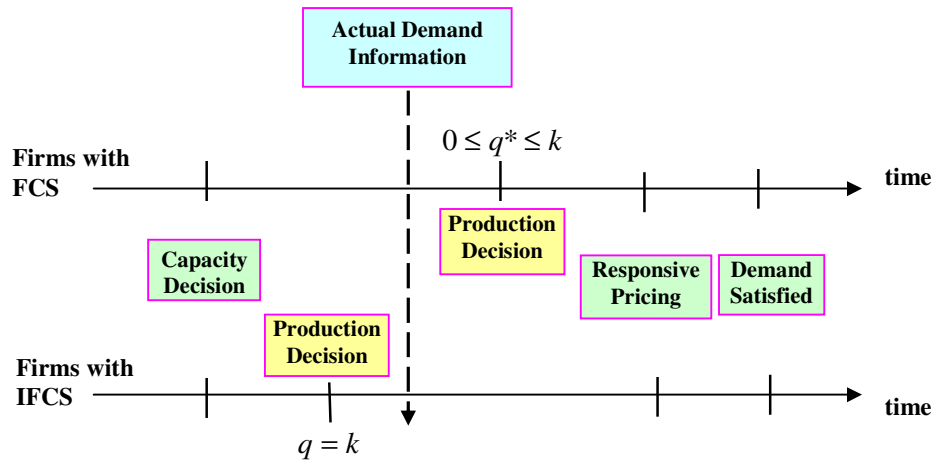 Actual Demand
Information
0 ≤ q* ≤ k
Firms with
FCS
time
Production
Decision
Capacity
Decision
Responsive
Pricing
Demand
Satisfied
Production
Decision
Firms with
IFCS
time
q = k